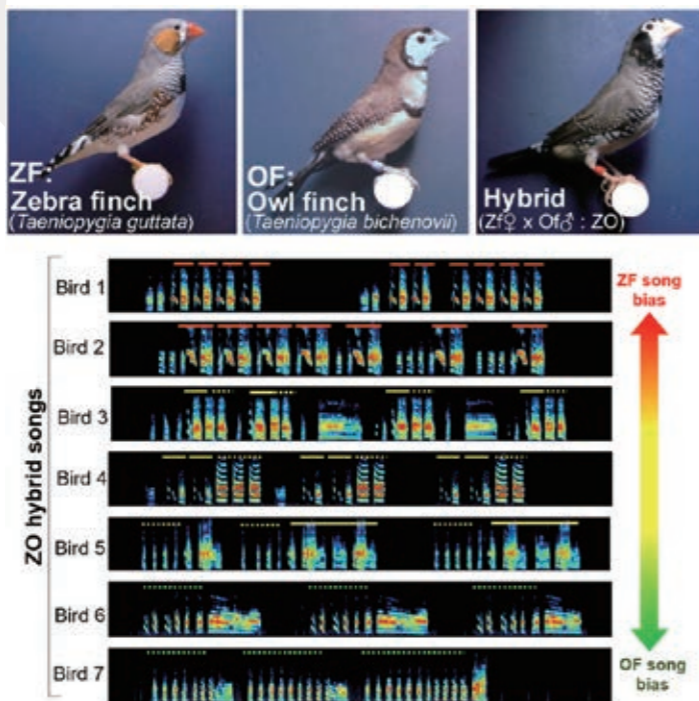 ZF:
Zebra finch
(Taeniopygia guttata)
OF:
Owl finch
(Taeniopygia bichenovii)
Hybrid
(Zf♀ x Of♂ : ZO)
ZO hybrid songs
Bird 1
Bird 2
Bird 3
Bird 4
Bird 5
Bird 6
Bird 7
ZF song
bias
OF song
bias